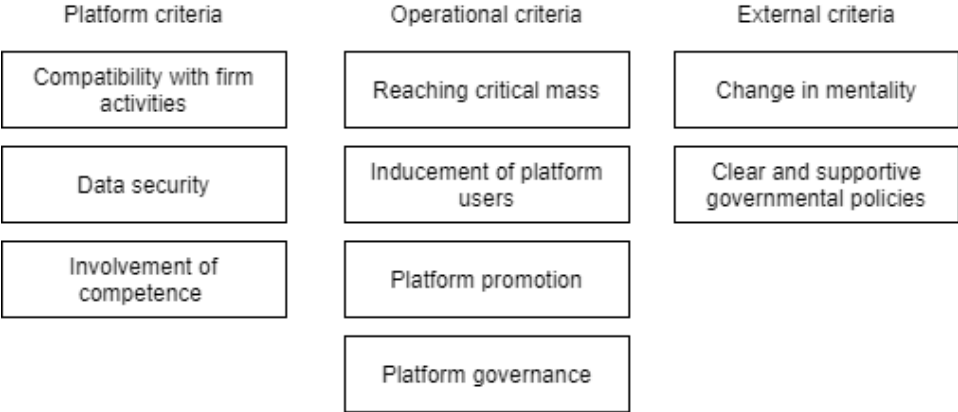 Platform criteria
Compatibility with firm
activities
Data security
Involvement of
competence
Operational criteria
Reaching critical mass
Inducement of platform
users
Platform promotion
Platform governance
External criteria
Change in mentality
Clear and supportive
governmental policies